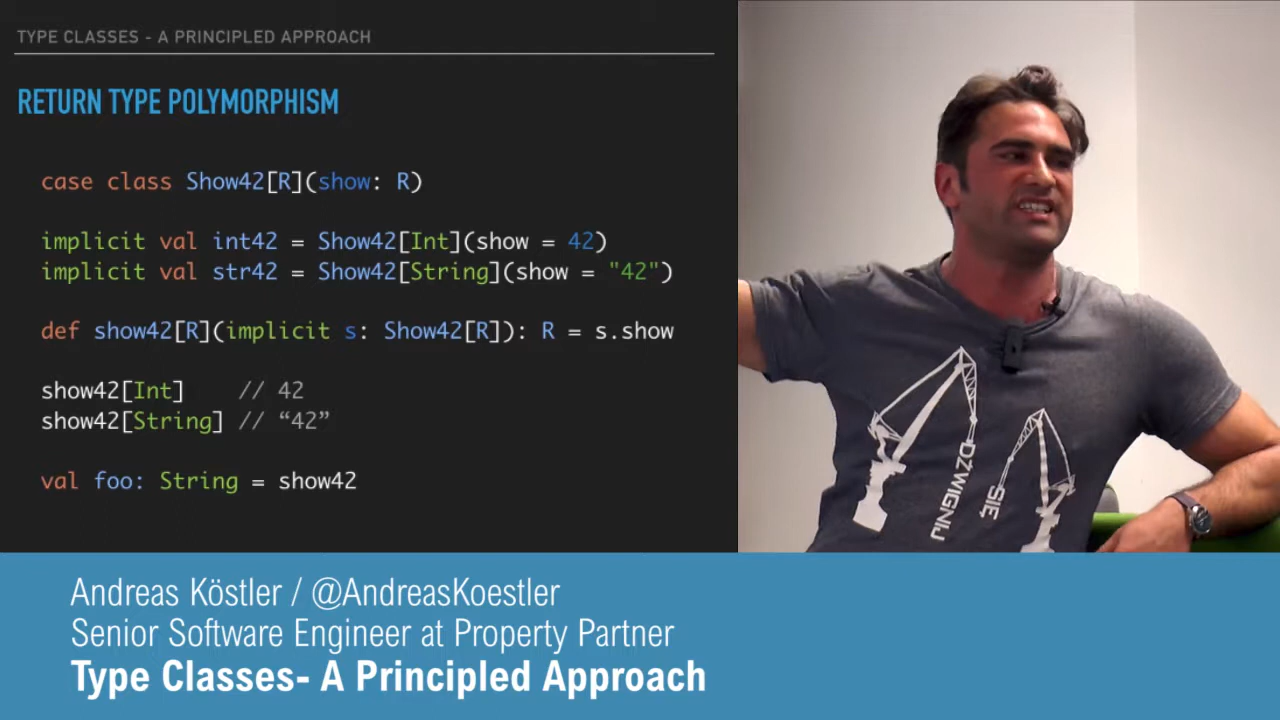 TYPE CLASSES - A PRINCIPLED APPROACH
RETURN TYPE POLYMORPHISM
case class Show42[R](show: R)
implicit val int42 = Show42[Int](show = 42)
implicit val str42 = Show42[String](show = "42")
def show42[R](implicit s: Show42[R]): R = s.show
show42[Int] // 42
show42[String] // “42”
val foo: String = show42
DŹWIGNIJ
SIĘ
Andreas Köstler / @AndreasKoestler
Senior Software Engineer at Property Partner
Type Classes- A Principled Approach